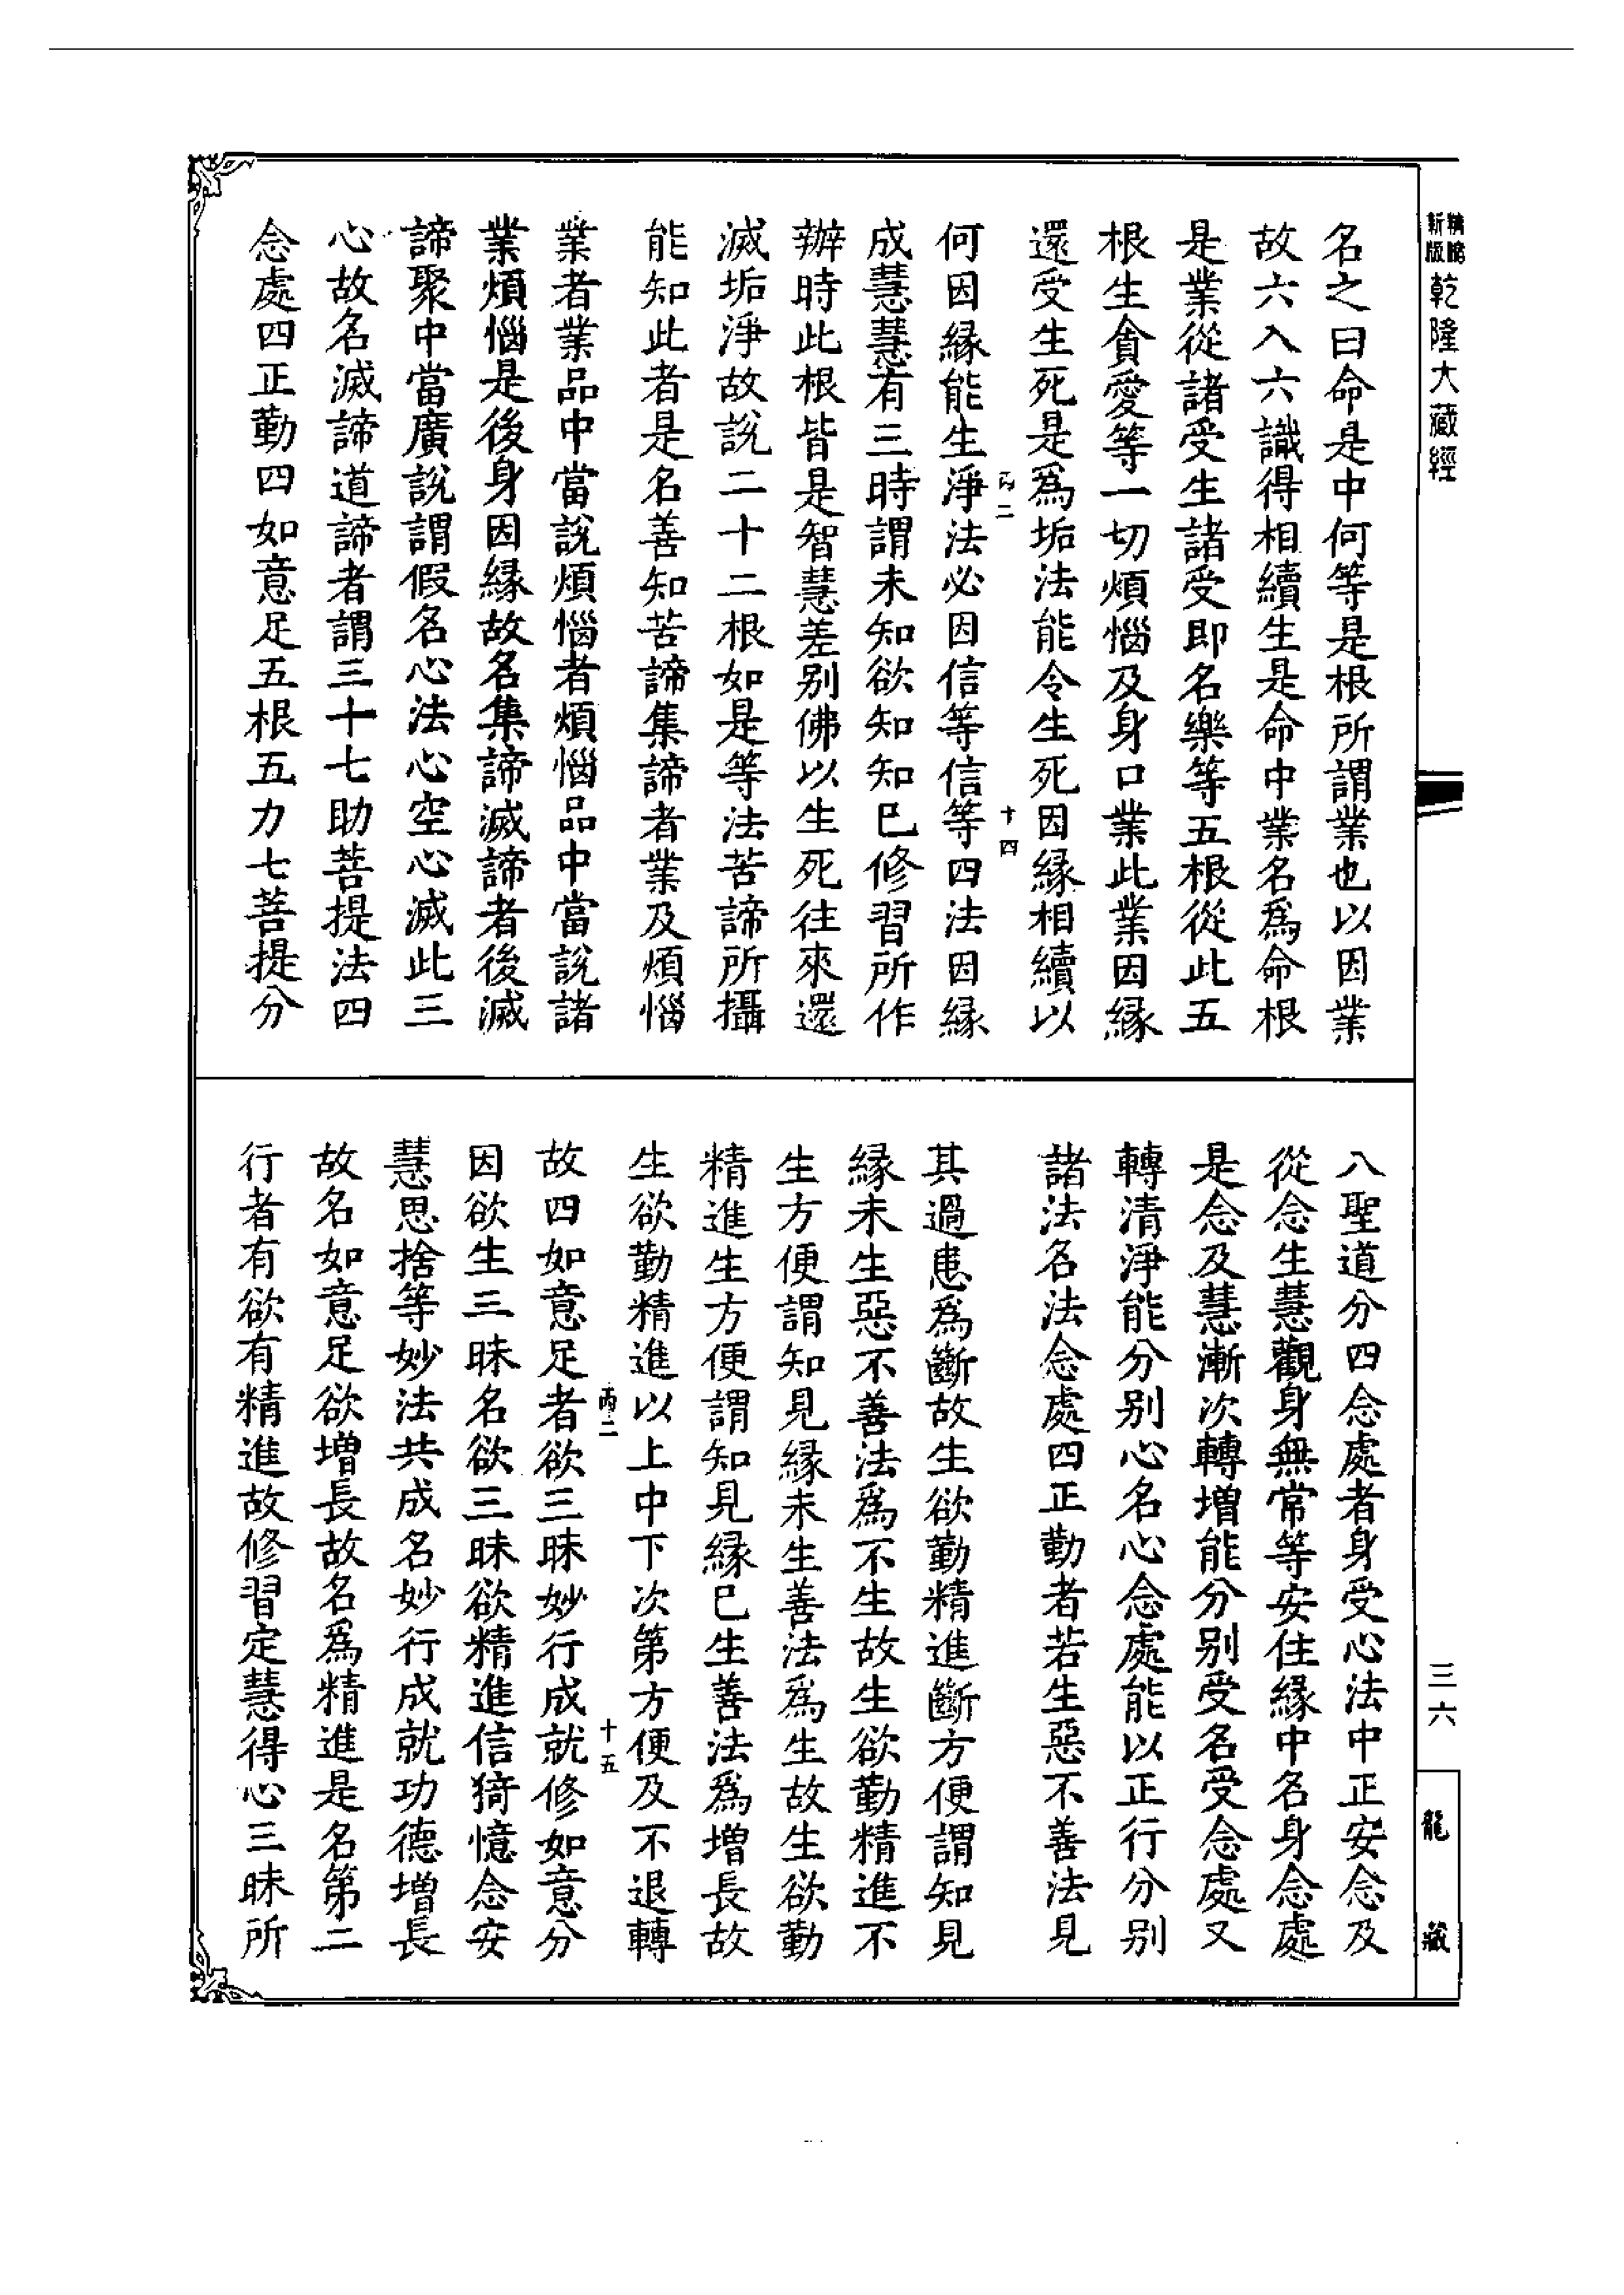 新版 精縮 乾隆大藏經
名之曰命是中何等是根所謂業也以因業
故六入六識得相續生是命中業名為命根
是業從諸受生諸受即名樂等五根從此五
根生貪愛等一切煩惱及身口業此業因緣
還受生死是為垢法能令生死因緣相續以
丙二 十四
何因緣能生淨法必因信等信等四法因緣
成慧慧有三時謂未知欲知知已修習所作
辦時此根皆是智慧差别佛以生死往來還
滅垢淨故說二十二根如是等法苦諦所攝
能知此者是名善知苦諦集諦者業及煩惱
業者業品中當說煩惱者煩惱品中當說諸
業煩惱是後身因緣故名集諦滅諦者後滅
諦聚中當廣說謂假名心法心空心滅此三
心故名滅諦道諦者謂三十七助菩提法四
念處四正勤四如意足五根五力七菩提分
八聖道分四念處者身受心法中正安念及
從念生慧觀身無常等安住緣中名身念處
是念及慧漸次轉增能分别受名受念處又
轉清淨能分别心名心念處能以正行分别
諸法名法念處四正勤者若生惡不善法見
其過患為斷故生欲勤精進斷方便謂知見
緣未生惡不善法為不生故生欲勤精進不
生方便謂知見緣未生善法為生故生欲勤
精進生方便謂知見緣已生善法為增長故
生欲勤精進以上中下次第方便及不退轉
丙二 十五
故四如意足者欲三昧妙行成就修如意分
因欲生三昧名欲三昧欲精進信猗憶念安
慧思捨等妙法共成名妙行成就功德增長
故名如意足欲增長故名為精進是名第二
行者有欲有精進故修習定慧得心三昧所
三六
龍藏